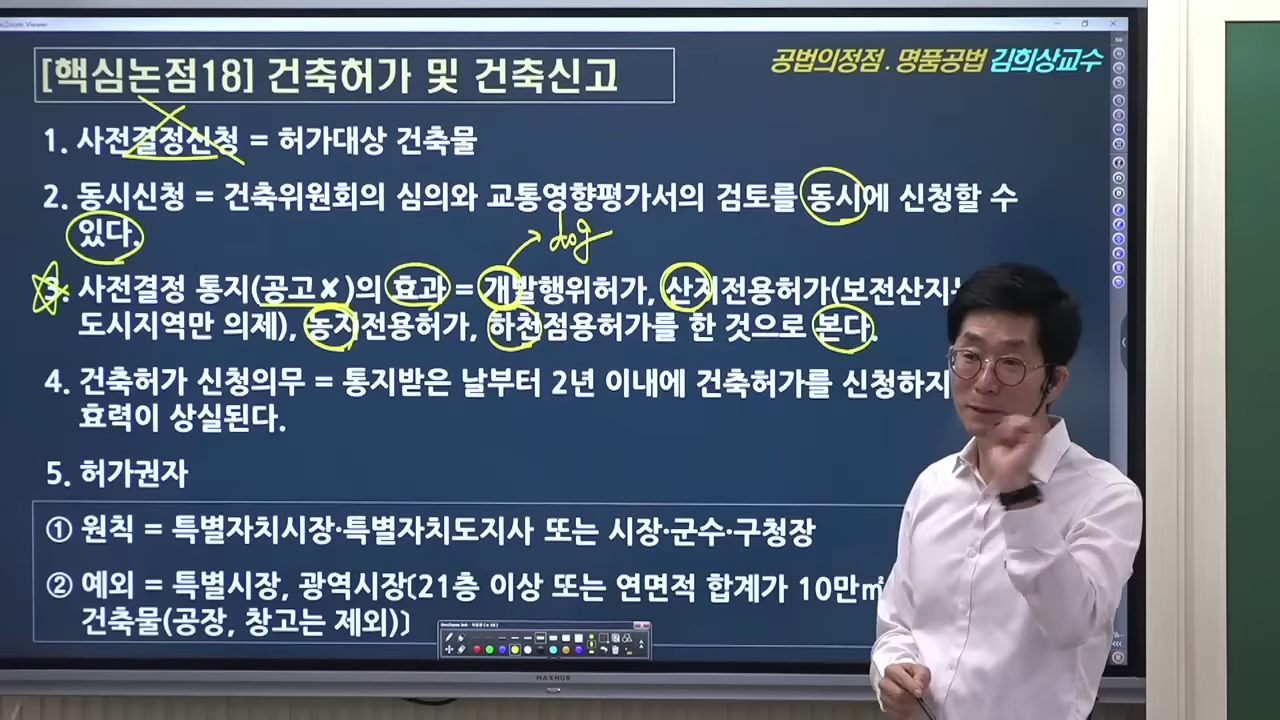 공법의정점 . 명품공법 김희상교수
[핵심논점18] 건축허가 및 건축신고
1. 사전결정신청 = 허가대상 건축물
2. 동시신청 = 건축위원회의 심의와 교통영향평가서의 검토를 동시에 신청할 수
있다.
dog
3. 사전결정 통지(공고✘)의 효과 = 개발행위허가, 산지전용허가(보전산지는
도시지역만 의제), 농지전용허가, 하천점용허가를 한 것으로 본다.
4. 건축허가 신청의무 = 통지받은 날부터 2년 이내에 건축허가를 신청하지
효력이 상실된다.
5. 허가권자
① 원칙 = 특별자치시장·특별자치도지사 또는 시장·군수·구청장
② 예외 = 특별시장, 광역시장〔21층 이상 또는 연면적 합계가 10만㎡
건축물(공장, 창고는 제외)〕
MAXHUB